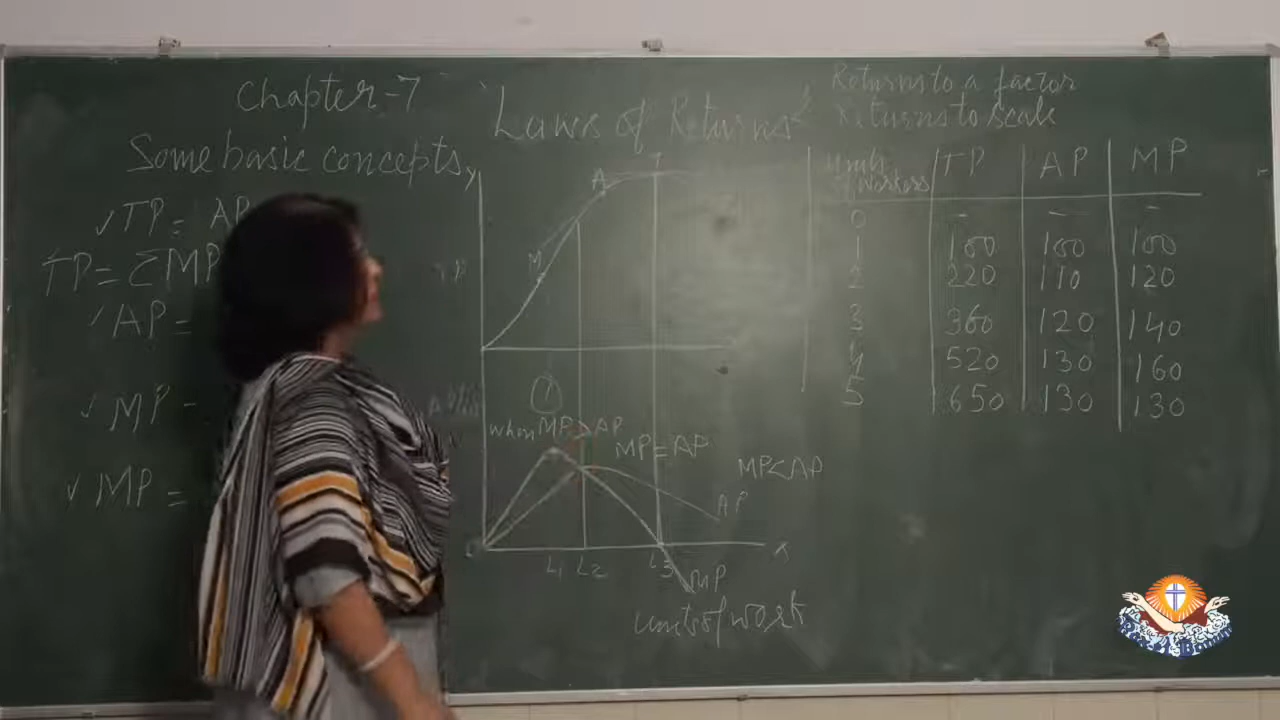 Chapter-7
'Laws of Returns'
Returns to a factor
Returns to scale
Some basic concepts
✓TP = AP
TP = ΣMP
✓AP =
✓MP -
✓MP =
Y
A
T
M
TP
①
when MP>AP
MP=AP
MP<AP
AP
O
L1 L2 L3 X
MP
units of work
units of Workers TP AP MP
0 - - -
1 100 100 100
2 220 110 120
3 360 120 140
4 520 130 160
5 650 130 130